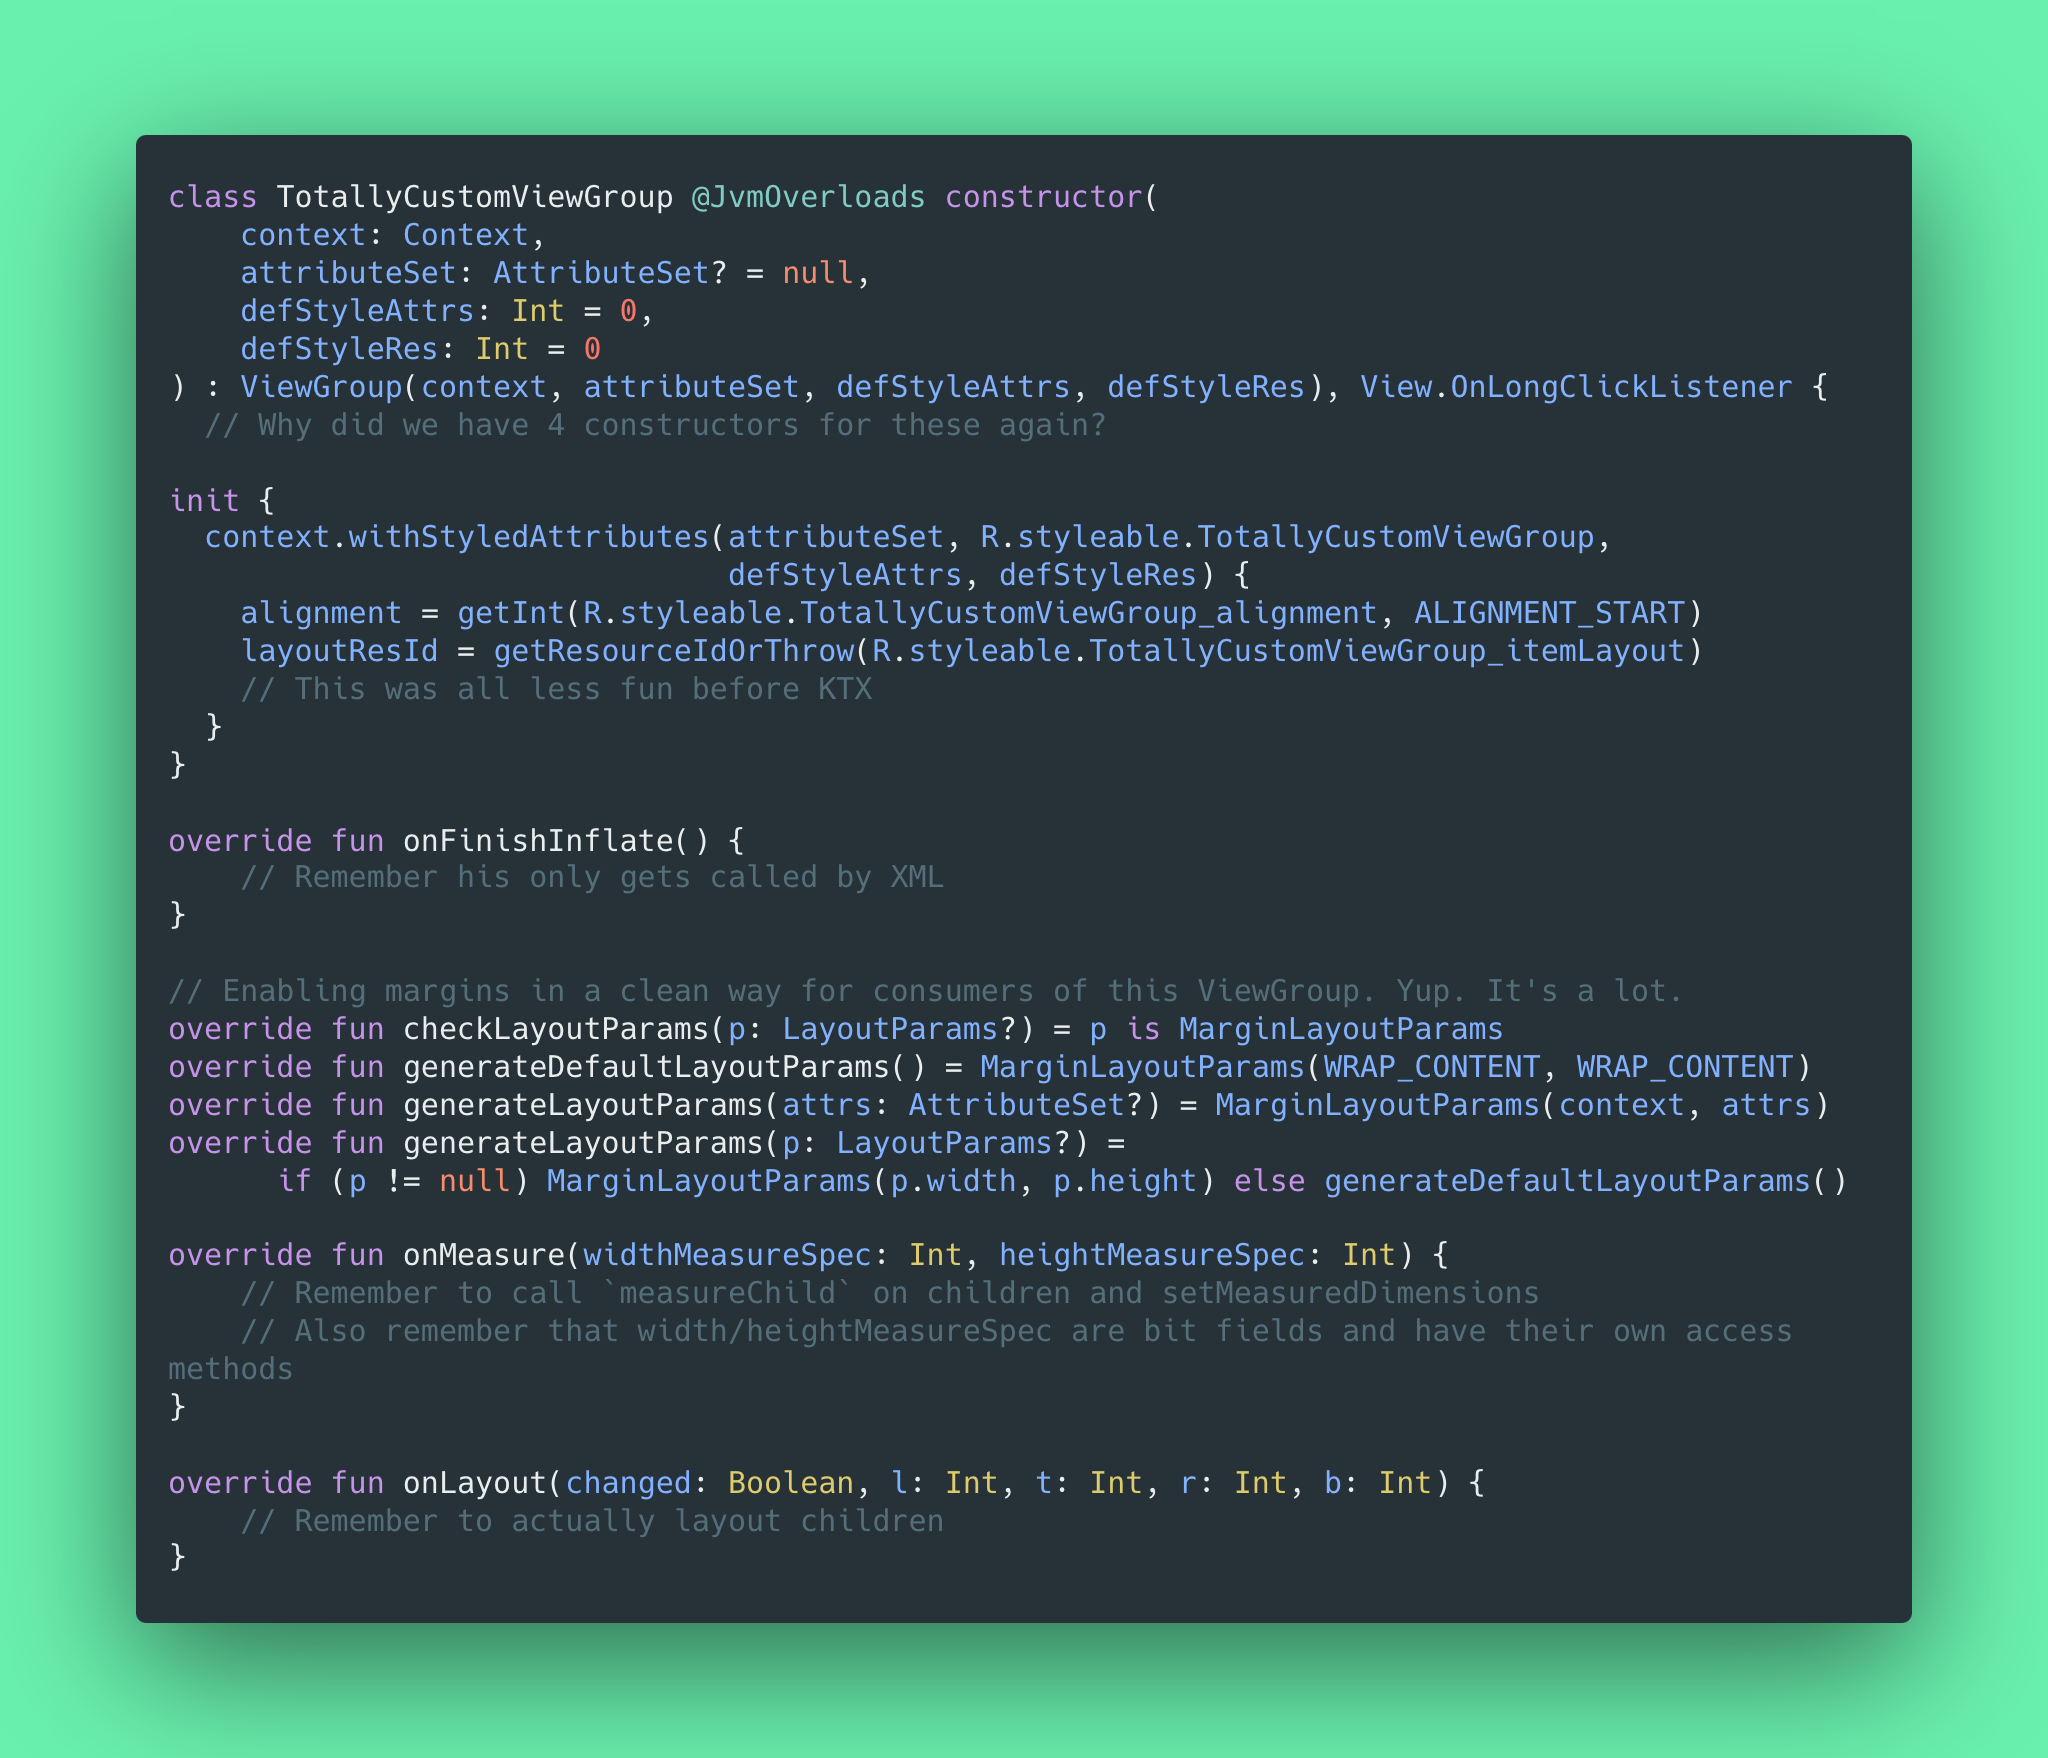 class TotallyCustomViewGroup @JvmOverloads constructor(
    context: Context,
    attributeSet: AttributeSet? = null,
    defStyleAttrs: Int = 0,
    defStyleRes: Int = 0
) : ViewGroup(context, attributeSet, defStyleAttrs, defStyleRes), View.OnLongClickListener {
  // Why did we have 4 constructors for these again?

init {
  context.withStyledAttributes(attributeSet, R.styleable.TotallyCustomViewGroup,
                               defStyleAttrs, defStyleRes) {
    alignment = getInt(R.styleable.TotallyCustomViewGroup_alignment, ALIGNMENT_START)
    layoutResId = getResourceIdOrThrow(R.styleable.TotallyCustomViewGroup_itemLayout)
    // This was all less fun before KTX
  }
}

override fun onFinishInflate() {
    // Remember his only gets called by XML
}

// Enabling margins in a clean way for consumers of this ViewGroup. Yup. It's a lot.
override fun checkLayoutParams(p: LayoutParams?) = p is MarginLayoutParams
override fun generateDefaultLayoutParams() = MarginLayoutParams(WRAP_CONTENT, WRAP_CONTENT)
override fun generateLayoutParams(attrs: AttributeSet?) = MarginLayoutParams(context, attrs)
override fun generateLayoutParams(p: LayoutParams?) =
      if (p != null) MarginLayoutParams(p.width, p.height) else generateDefaultLayoutParams()

override fun onMeasure(widthMeasureSpec: Int, heightMeasureSpec: Int) {
    // Remember to call `measureChild` on children and setMeasuredDimensions
    // Also remember that width/heightMeasureSpec are bit fields and have their own access
methods
}

override fun onLayout(changed: Boolean, l: Int, t: Int, r: Int, b: Int) {
    // Remember to actually layout children
}